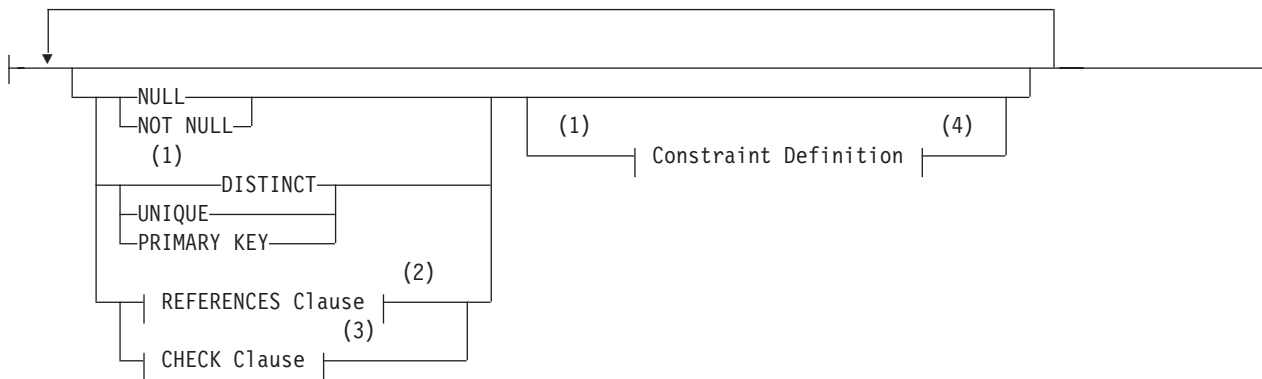 NULL
NOT NULL
(1)
(4)
Constraint Definition
(1)
DISTINCT
UNIQUE
PRIMARY KEY
(2)
REFERENCES Clause
(3)
CHECK Clause